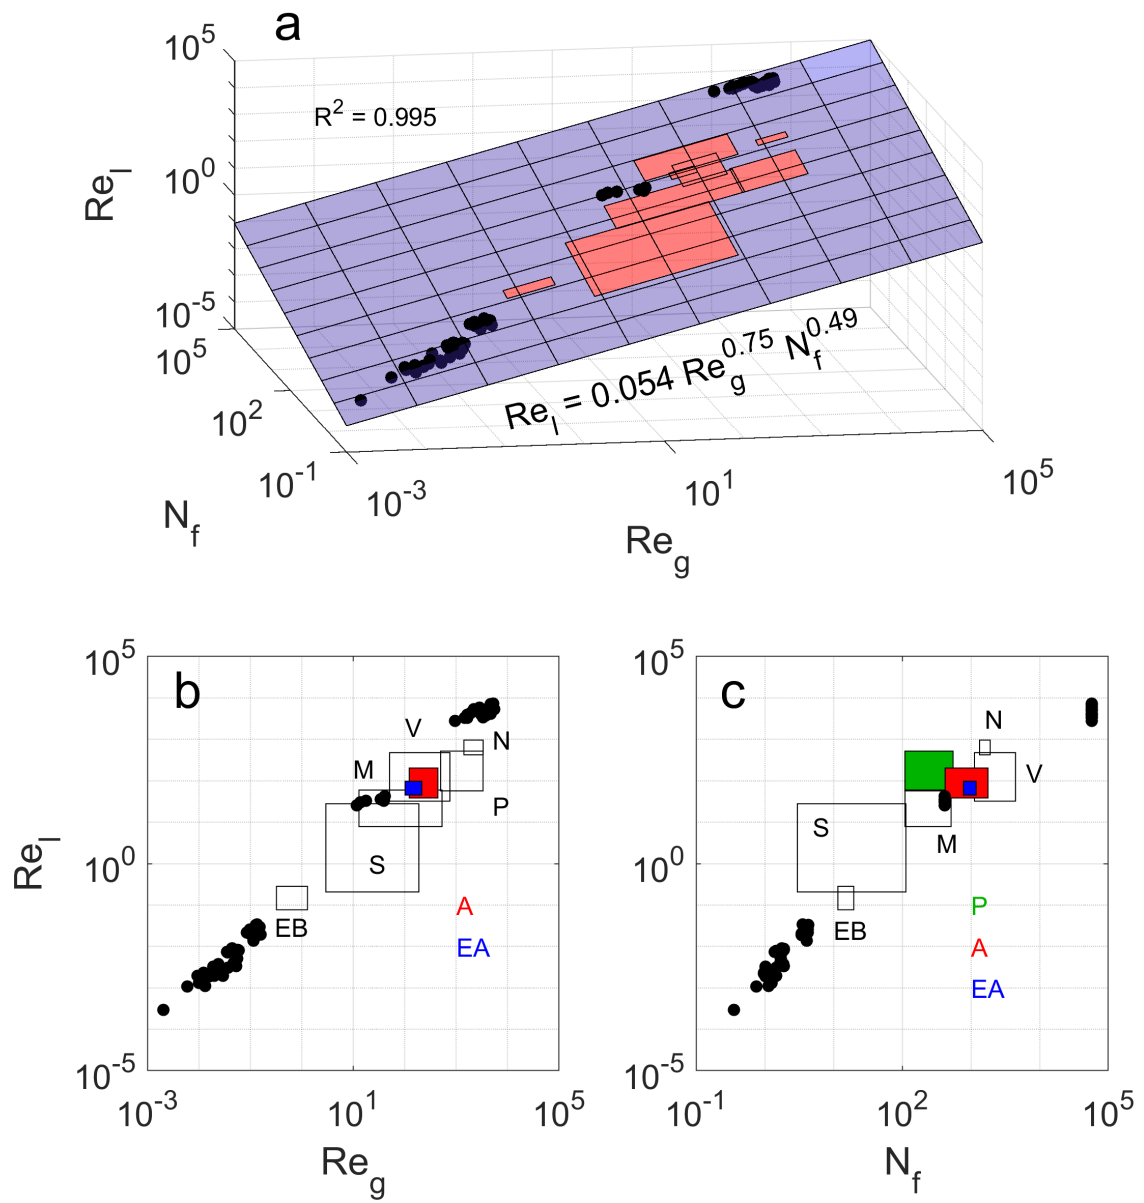 a
10^5
R^2 = 0.995
10^0
Re_l
10^-5
10^5
10^2
10^-1
N_f
Re_l = 0.054 Re_g^0.75 N_f^0.49
10^-3
10^1
10^5
Re_g
b
10^5
10^0
10^-5
Re_l
V
N
M
P
S
A
EB
EA
10^-3
10^1
10^5
Re_g
c
10^5
10^0
10^-5
N
V
S
M
P
EB
A
EA
10^-1
10^2
10^5
N_f